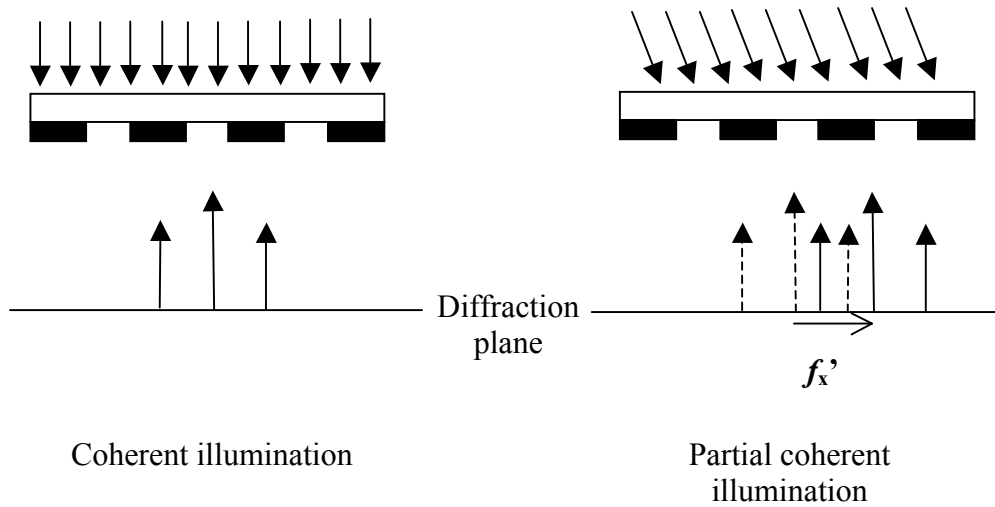 Diffraction
plane
fx’
Coherent illumination
Partial coherent
illumination